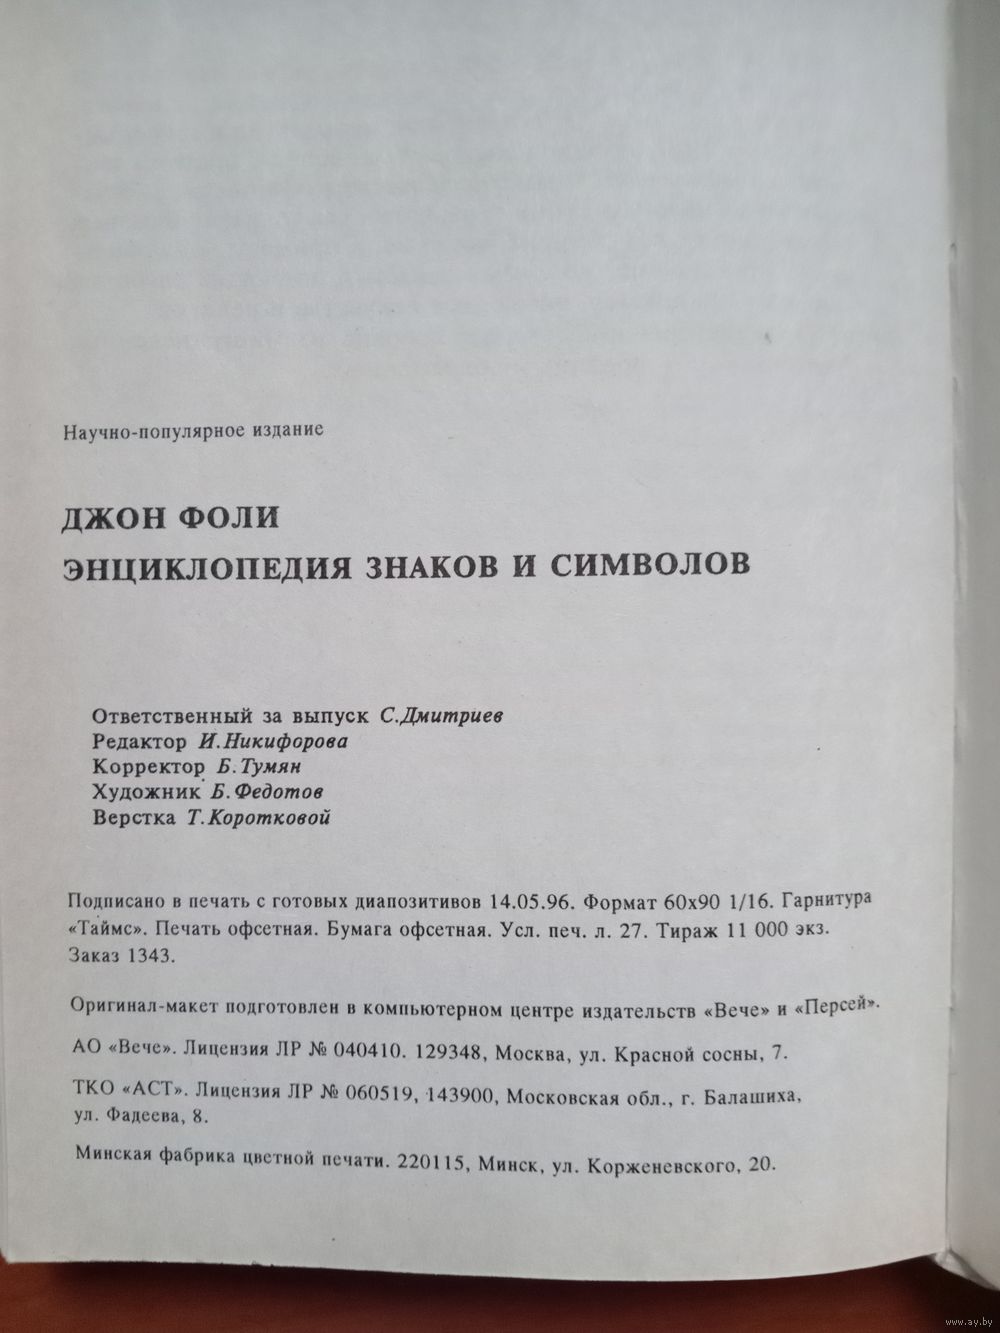 Научно-популярное издание
ДЖОН ФОЛИ
ЭНЦИКЛОПЕДИЯ ЗНАКОВ И СИМВОЛОВ
Ответственный за выпуск С.Дмитриев
Редактор И.Никифорова
Корректор Б.Тумян
Художник Б.Федотов
Верстка Т.Коротковой
Подписано в печать с готовых диапозитивов 14.05.96. Формат 60х90 1/16. Гарнитура
«Таймс». Печать офсетная. Бумага офсетная. Усл. печ. л. 27. Тираж 11 000 экз.
Заказ 1343.
Оригинал-макет подготовлен в компьютерном центре издательств «Вече» и «Персей».
АО «Вече». Лицензия ЛР № 040410. 129348, Москва, ул. Красной сосны, 7.
ТКО «АСТ». Лицензия ЛР № 060519, 143900, Московская обл., г. Балашиха,
ул. Фадеева, 8.
Минская фабрика цветной печати. 220115, Минск, ул. Корженевского, 20.
www.ay.by